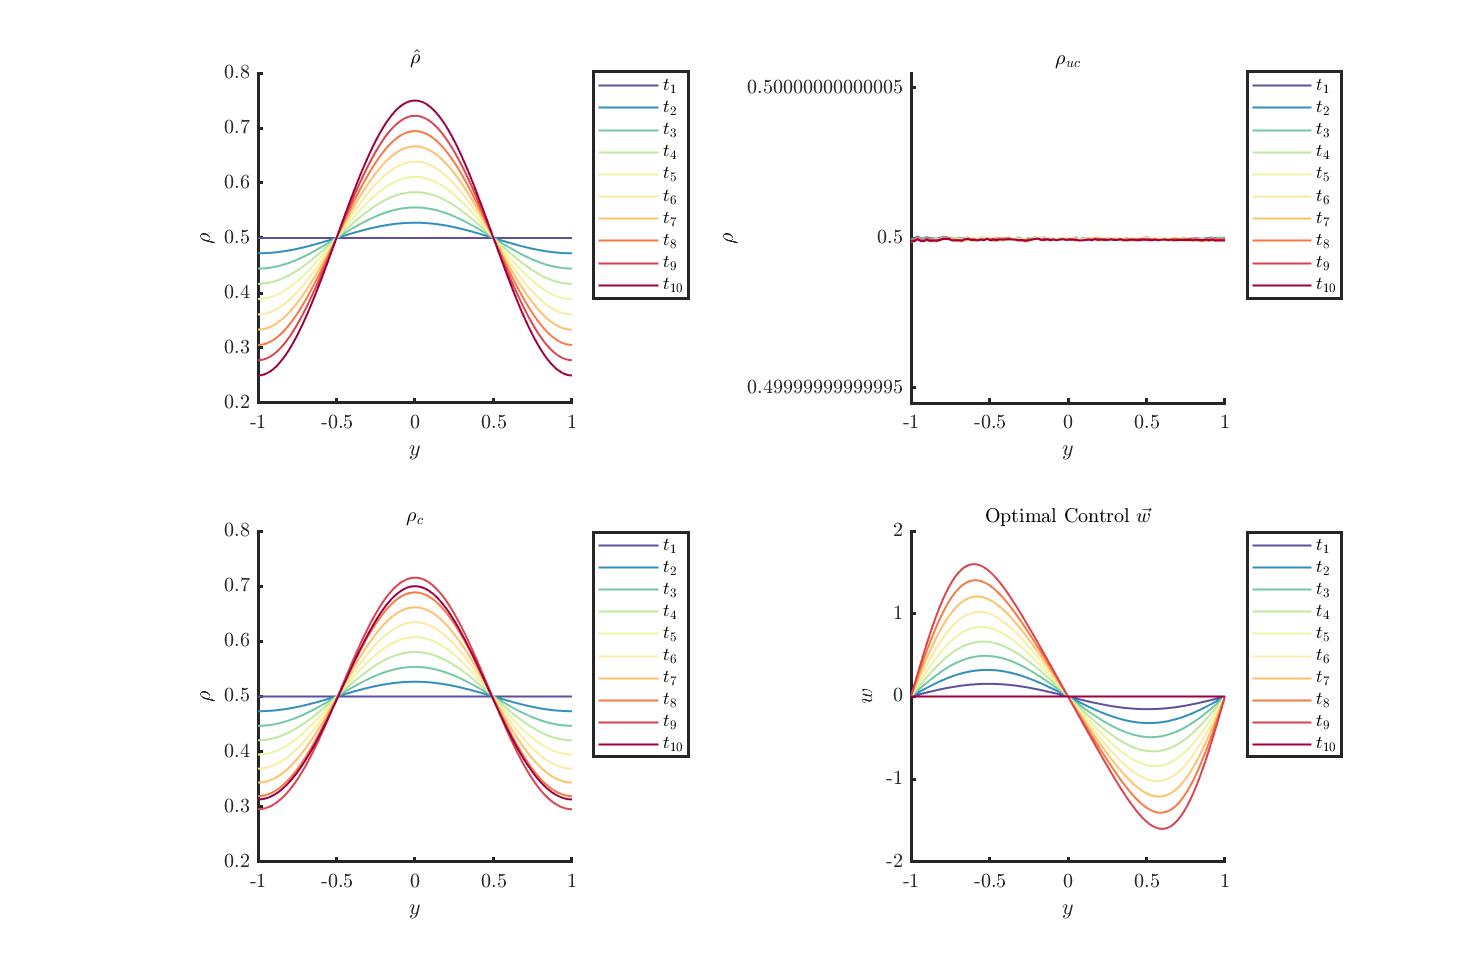 ρ̂
0.8
0.7
0.6
0.5
0.4
0.3
0.2
ρ
-1 -0.5 0 0.5 1
y
t₁
t₂
t₃
t₄
t₅
t₆
t₇
t₈
t₉
t₁₀
ρ_uc
0.50000000000005
0.5
0.49999999999995
ρ
-1 -0.5 0 0.5 1
y
t₁
t₂
t₃
t₄
t₅
t₆
t₇
t₈
t₉
t₁₀
ρ_c
0.8
0.7
0.6
0.5
0.4
0.3
0.2
ρ
-1 -0.5 0 0.5 1
y
t₁
t₂
t₃
t₄
t₅
t₆
t₇
t₈
t₉
t₁₀
Optimal Control w⃗
2
1
0
-1
-2
w
-1 -0.5 0 0.5 1
y
t₁
t₂
t₃
t₄
t₅
t₆
t₇
t₈
t₉
t₁₀